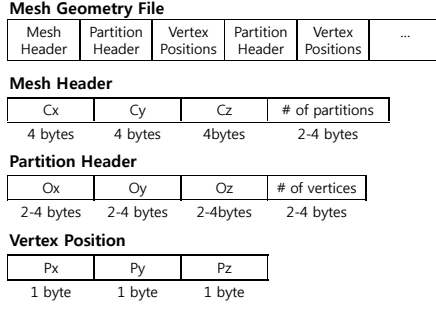 Mesh Geometry File
Mesh Header Partition Header Vertex Positions Partition Header Vertex Positions ...
Mesh Header
Cx Cy Cz # of partitions
4 bytes 4 bytes 4bytes 2-4 bytes
Partition Header
Ox Oy Oz # of vertices
2-4 bytes 2-4 bytes 2-4bytes 2-4 bytes
Vertex Position
Px Py Pz
1 byte 1 byte 1 byte